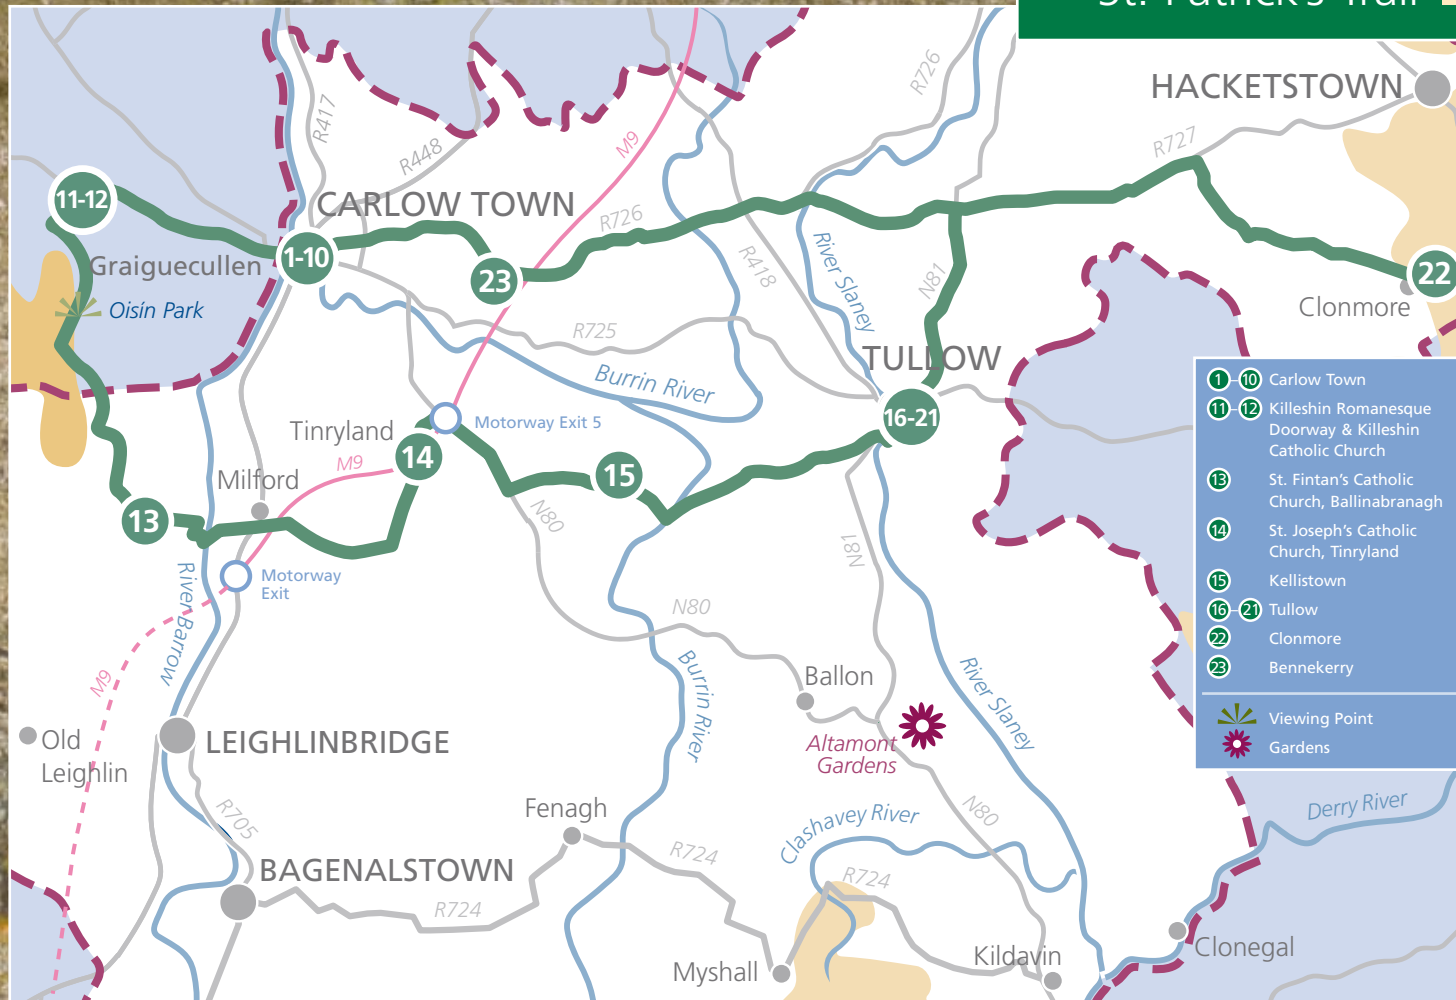 St. Patrick's Trail
HACKETSTOWN
R726
R417
R448
M9
R727
11-12
CARLOW TOWN
R726
1-10
Graiguecullen
23
R418
River Slaney
N81
22
Clonmore
Oisín Park
R725
TULLOW
Burrin River
16-21
Motorway Exit 5
Tinryland
14
M9
15
Milford
13
N80
N81
Motorway
Exit
River Barrow
N80
M9
Burrin River
Ballon
River Slaney
Altamont
Gardens
Old
Leighlin
LEIGHLINBRIDGE
R705
Fenagh
Clashavey River
N80
Derry River
BAGENALSTOWN
R724
R724
R724
Myshall
Kildavin
Clonegal
1 - 10 Carlow Town
11 - 12 Killeshin Romanesque
Doorway & Killeshin
Catholic Church
13 St. Fintan's Catholic
Church, Ballinabranagh
14 St. Joseph's Catholic
Church, Tinryland
15 Kellistown
16 - 21 Tullow
22 Clonmore
23 Bennekerry
Viewing Point
Gardens